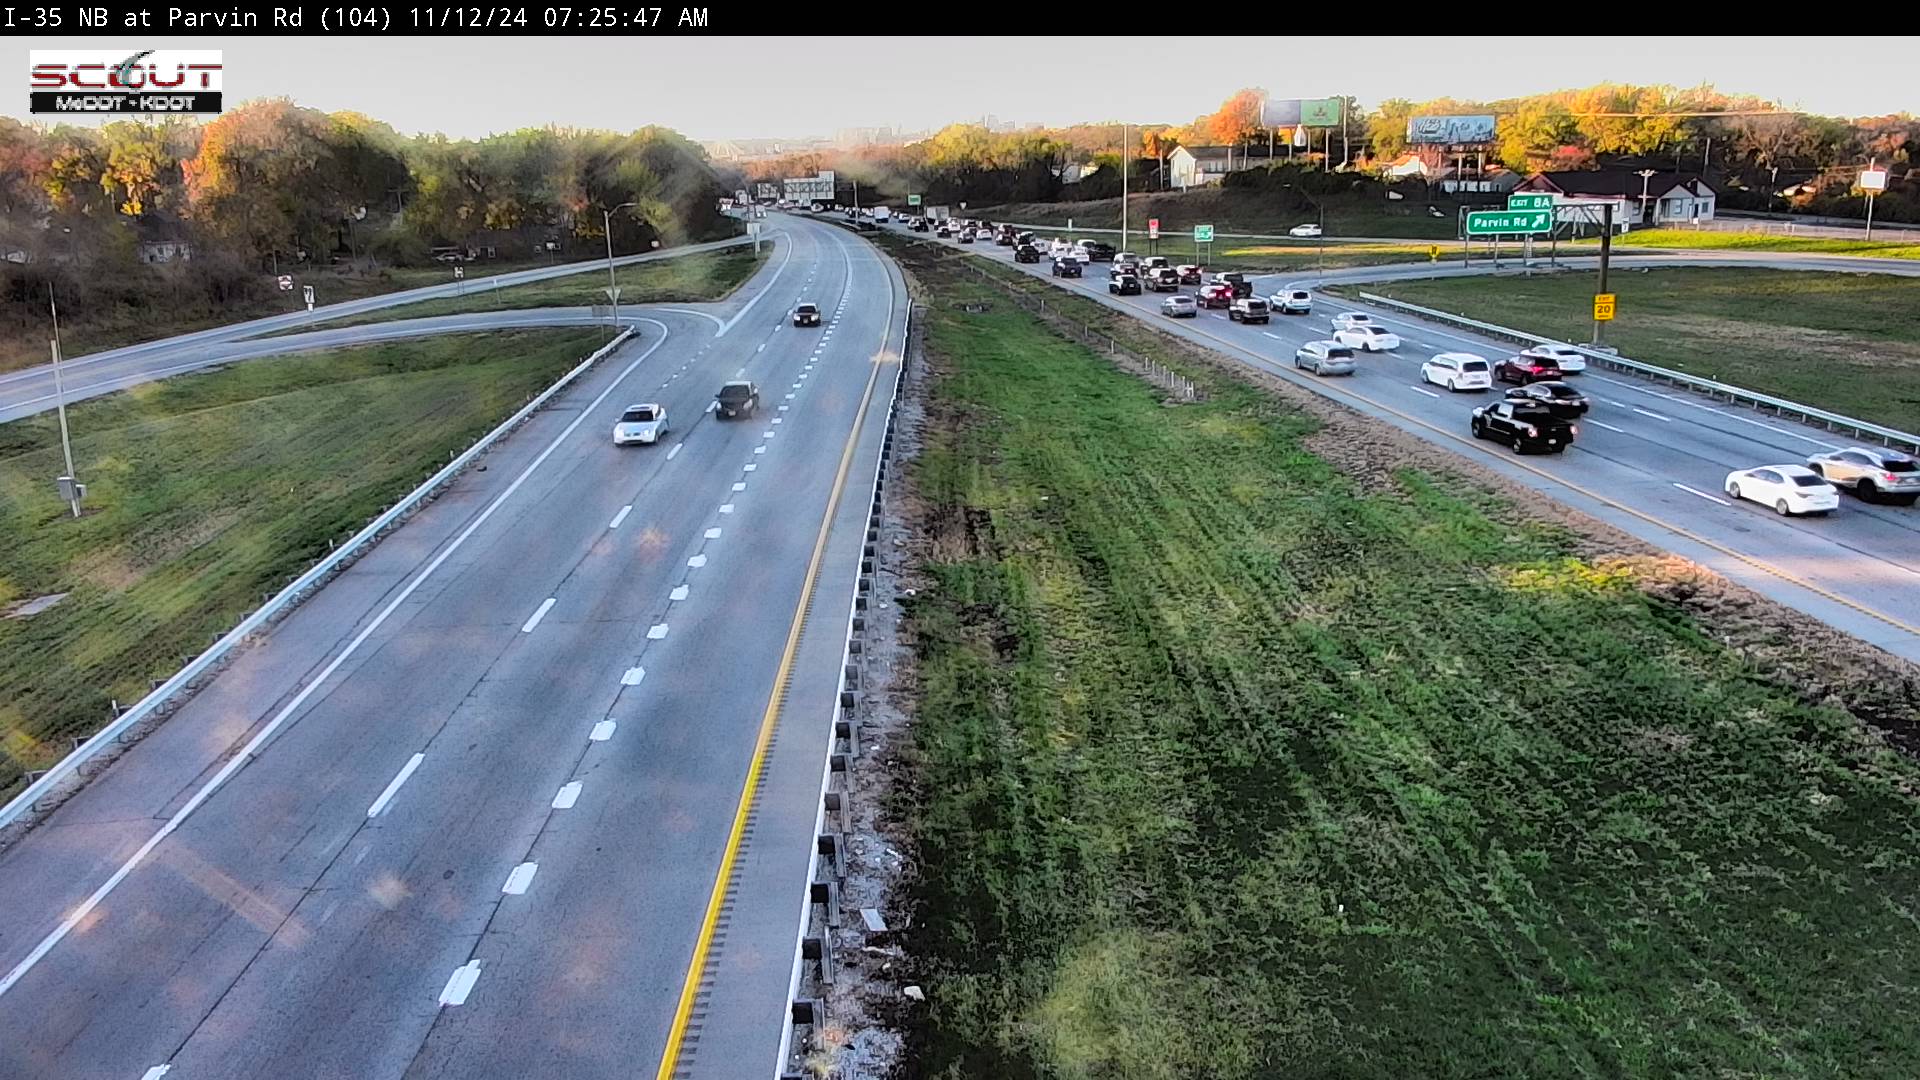 I-35 NB at Parvin Rd (104) 11/12/24 07:25:47 AM
SCOUT
MoDOT - KDOT
EXIT 8A
Parvin Rd
EXIT
20